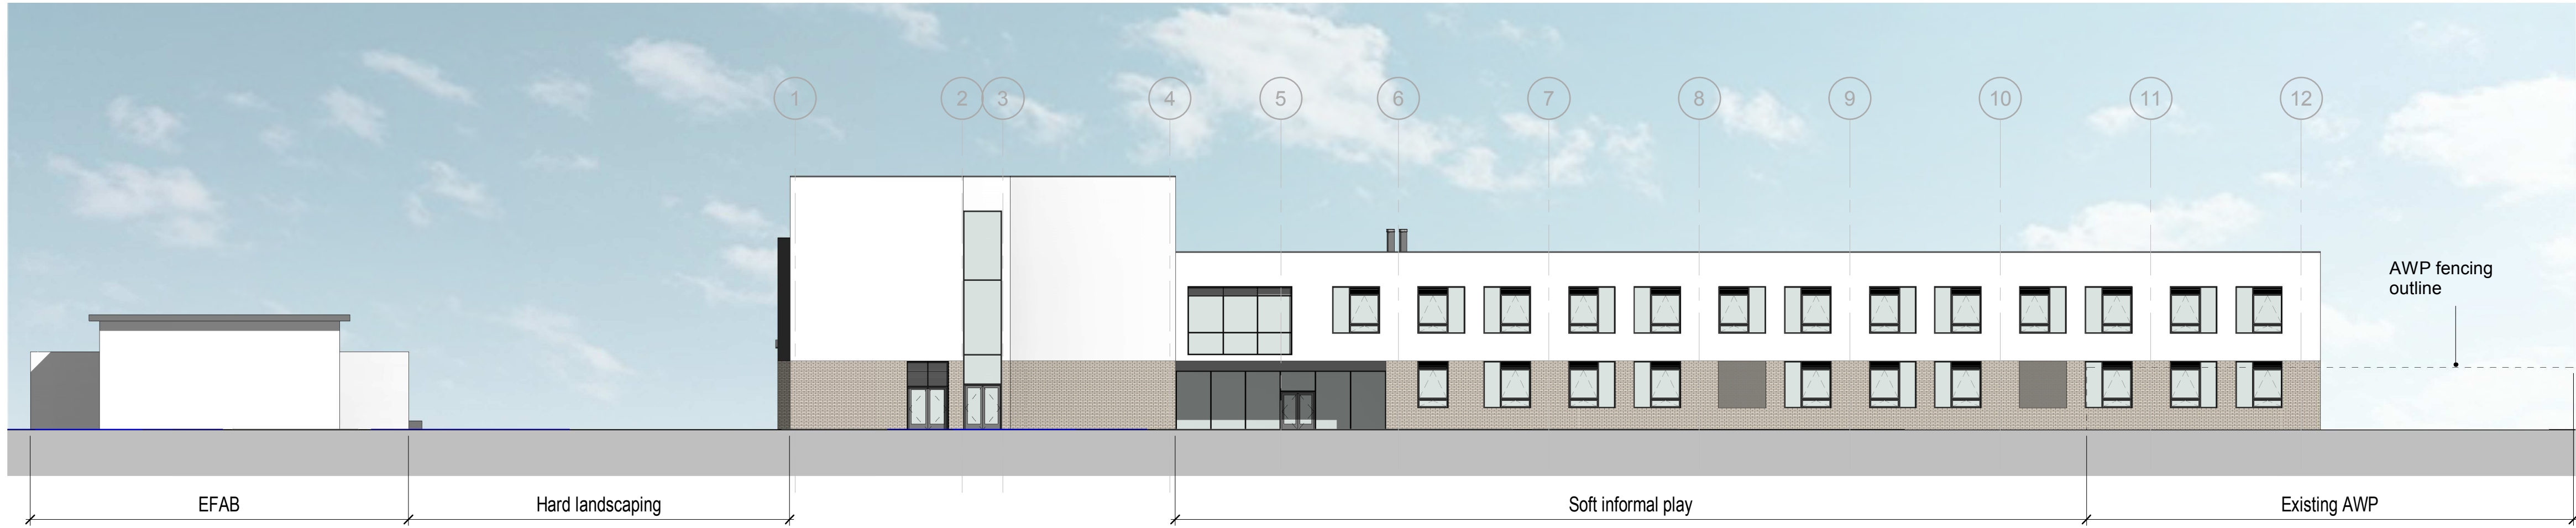 1
2
3
4
5
6
7
8
9
10
11
12
AWP fencing
outline
EFAB
Hard landscaping
Soft informal play
Existing AWP